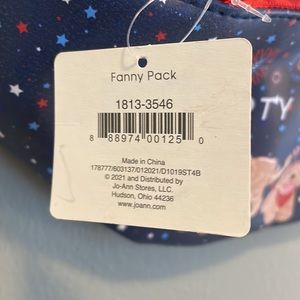 Fanny Pack
1813-3546
8 88974 00125 0
Made in China
178777/603137/012021/D1019ST4B
© 2021 and Distributed by
Jo-Ann Stores, LLC.
Hudson, Ohio 44236
www.joann.com